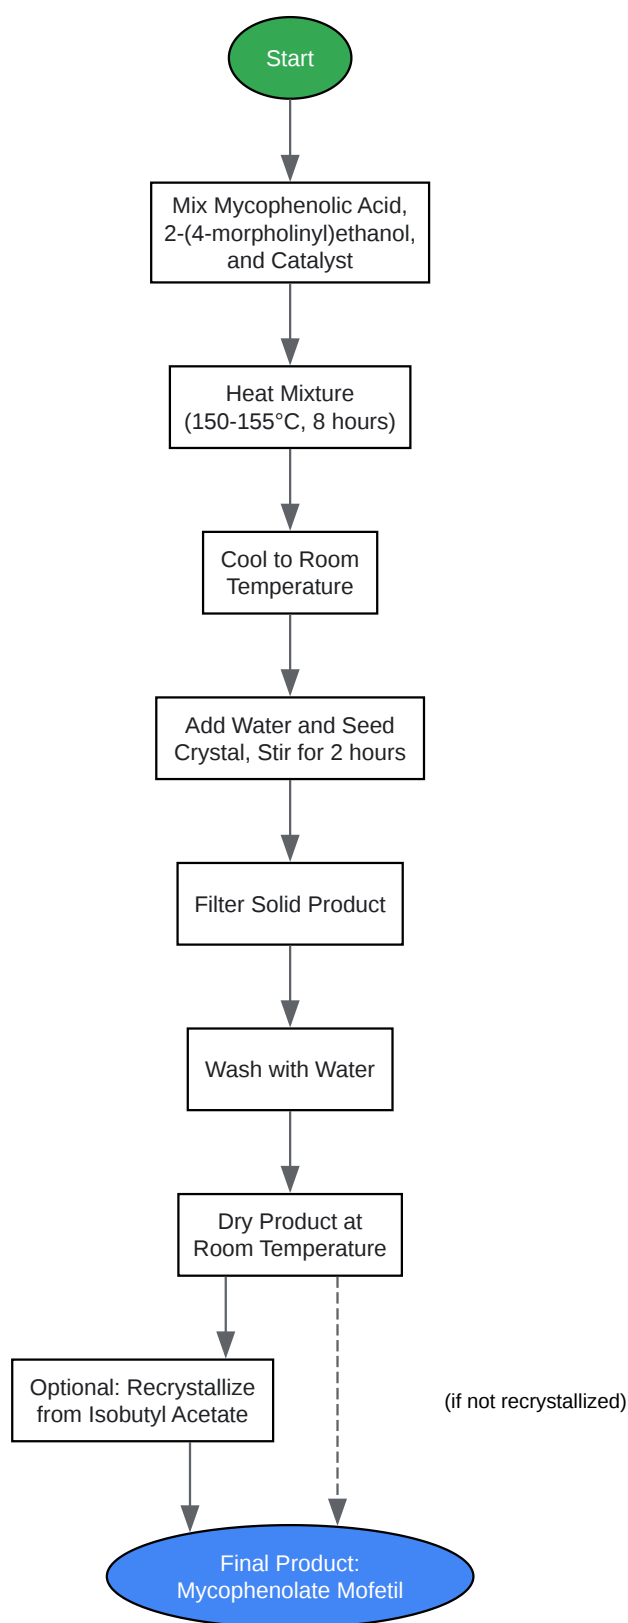 Start
Mix Mycophenolic Acid,
2-(4-morpholinyl)ethanol,
and Catalyst
Heat Mixture
(150-155°C, 8 hours)
Cool to Room
Temperature
Add Water and Seed
Crystal, Stir for 2 hours
Filter Solid Product
Wash with Water
Dry Product at
Room Temperature
Optional: Recrystallize
from Isobutyl Acetate
(if not recrystallized)
Final Product:
Mycophenolate Mofetil